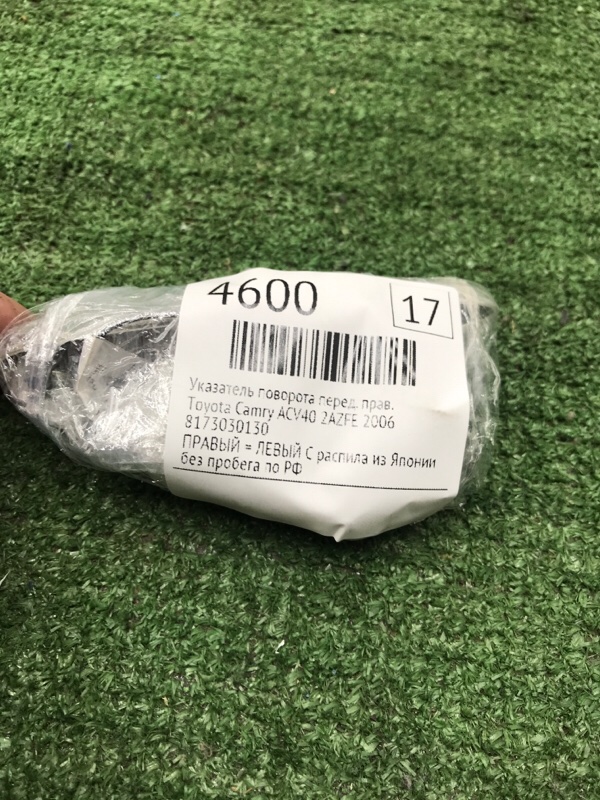 4600
17
Указатель поворота перед. прав.
Toyota Camry ACV40 2AZFE 2006
8173030130
ПРАВЫЙ = ЛЕВЫЙ С распила из Японии
без пробега по РФ